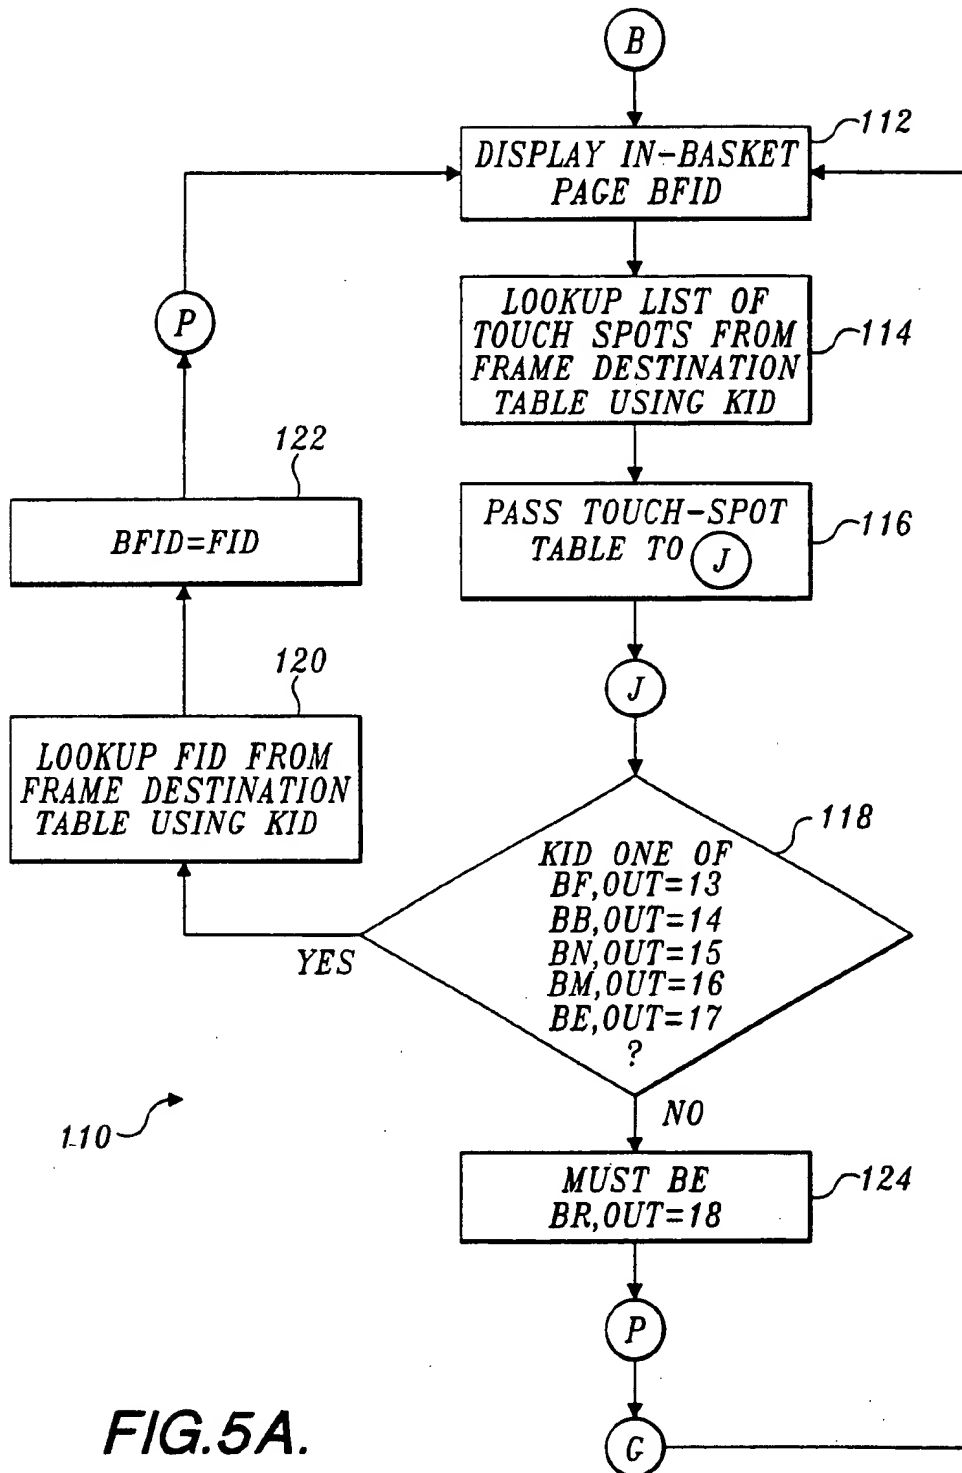 B
DISPLAY IN-BASKET
PAGE BFID
112
LOOKUP LIST OF
TOUCH SPOTS FROM
FRAME DESTINATION
TABLE USING KID
114
P
122
BFID=FID
PASS TOUCH-SPOT
TABLE TO J
116
120
LOOKUP FID FROM
FRAME DESTINATION
TABLE USING KID
J
118
KID ONE OF
BF,OUT=13
BB,OUT=14
BN,OUT=15
BM,OUT=16
BE,OUT=17
?
YES
NO
110
MUST BE
BR,OUT=18
124
P
G
FIG.5A.